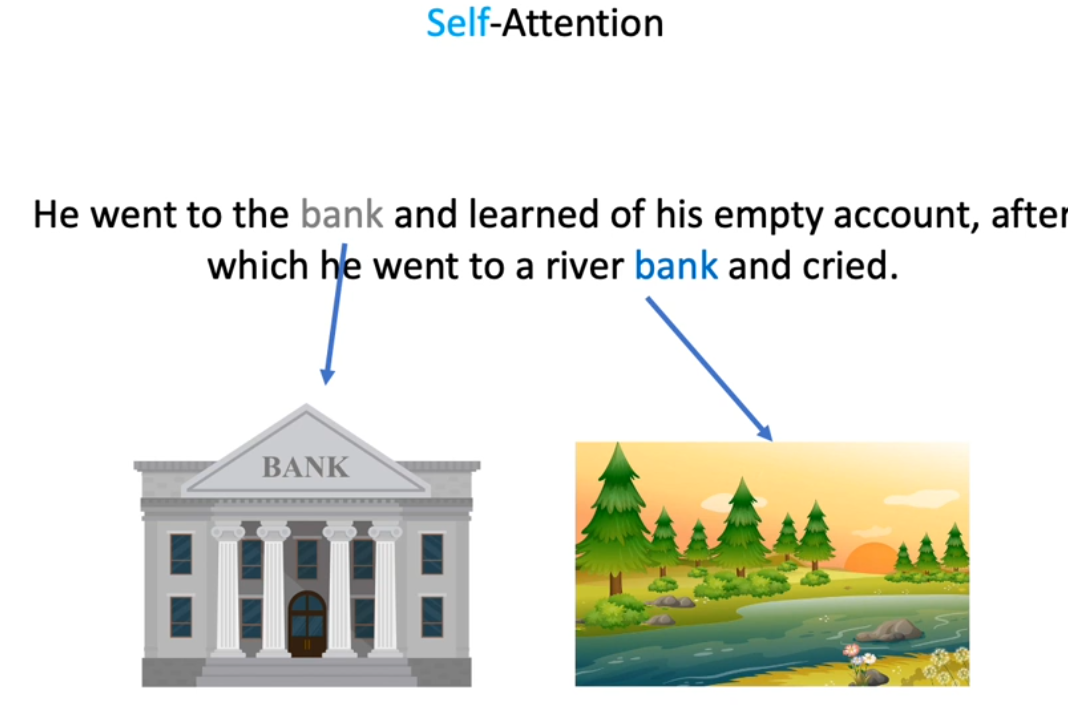 Self-Attention
He went to the bank and learned of his empty account, after
which he went to a river bank and cried.
BANK